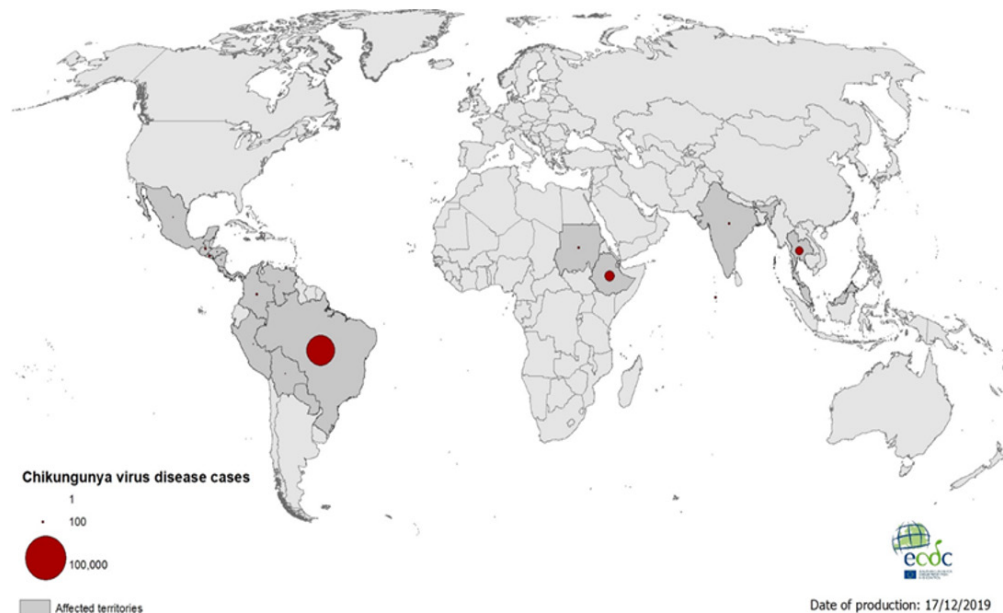 Chikungunya virus disease cases
1
100
100,000
Affected territories
ecdc
Date of production: 17/12/2019